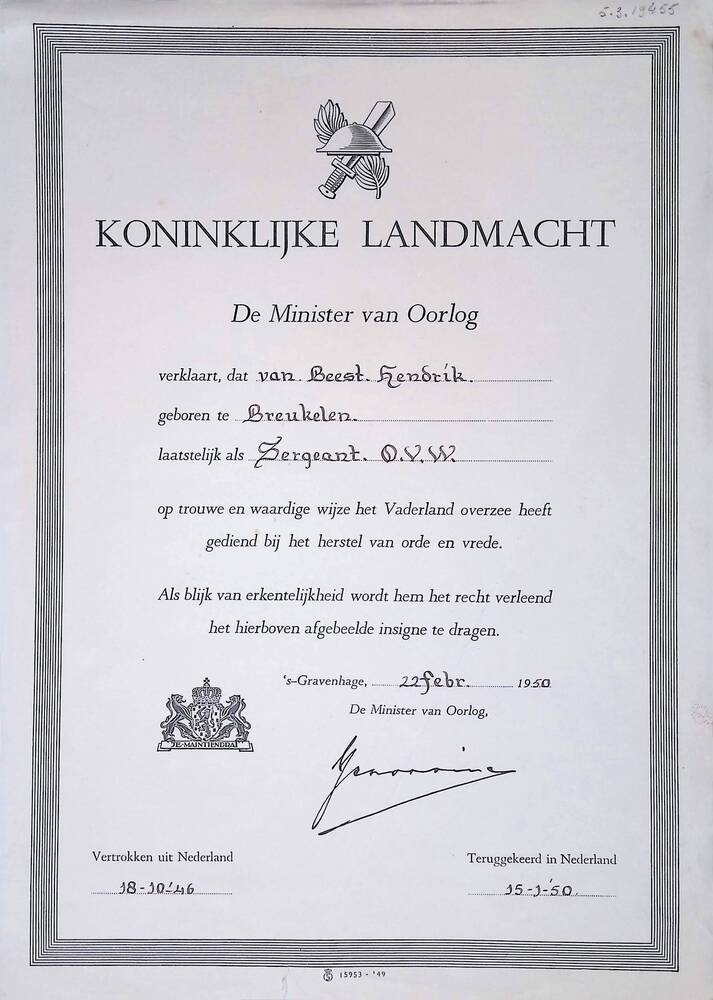 KONINKLIJKE LANDMACHT
De Minister van Oorlog
verklaart, dat van Beest. Hendrik.
geboren te Breukelen.
laatstelijk als Sergeant. O.V.W.
op trouwe en waardige wijze het Vaderland overzee heeft
gediend bij het herstel van orde en vrede.
Als blijk van erkentelijkheid wordt hem het recht verleend
het hierboven afgebeelde insigne te dragen.
's-Gravenhage, 22 febr. 1950
De Minister van Oorlog,
JE MAINTIENDRAI
Vertrokken uit Nederland
18-10-'46
Teruggekeerd in Nederland
15-1-'50.
15953 - '49